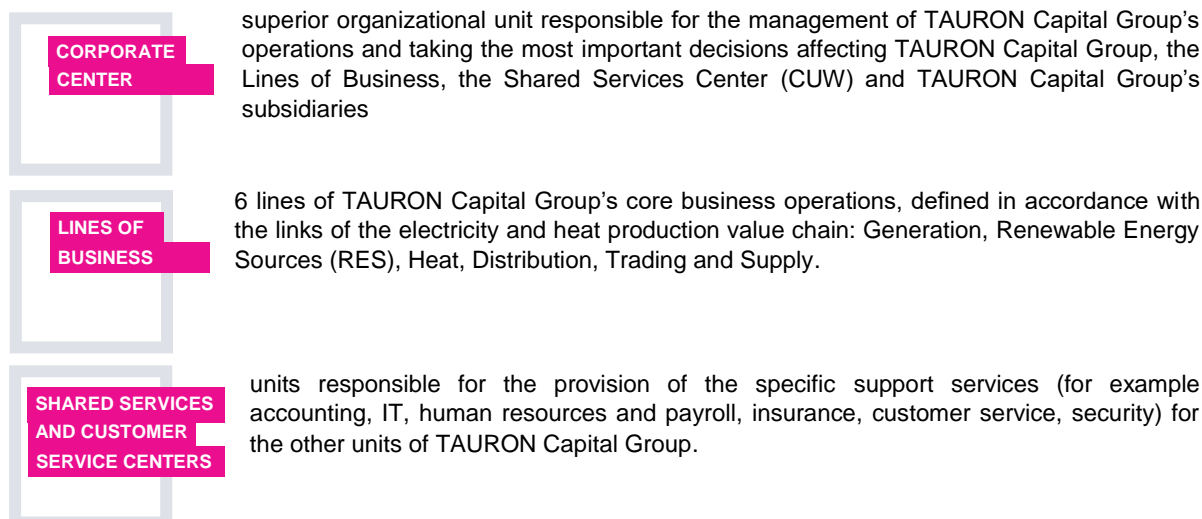 CORPORATE
CENTER
superior organizational unit responsible for the management of TAURON Capital Group’s
operations and taking the most important decisions affecting TAURON Capital Group, the
Lines of Business, the Shared Services Center (CUW) and TAURON Capital Group’s
subsidiaries
LINES OF
BUSINESS
6 lines of TAURON Capital Group’s core business operations, defined in accordance with
the links of the electricity and heat production value chain: Generation, Renewable Energy
Sources (RES), Heat, Distribution, Trading and Supply.
SHARED SERVICES
AND CUSTOMER
SERVICE CENTERS
units responsible for the provision of the specific support services (for example
accounting, IT, human resources and payroll, insurance, customer service, security) for
the other units of TAURON Capital Group.